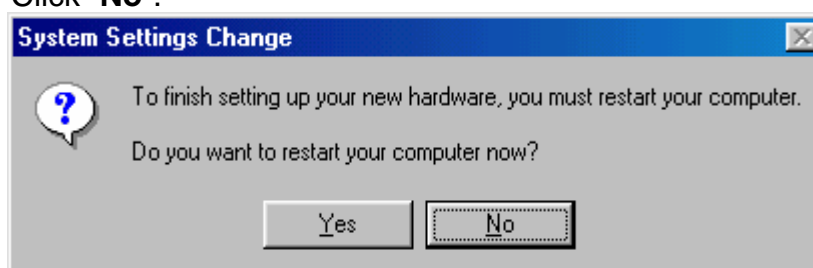 Click "No".
System Settings Change
To finish setting up your new hardware, you must restart your computer.
Do you want to restart your computer now?
Yes
No